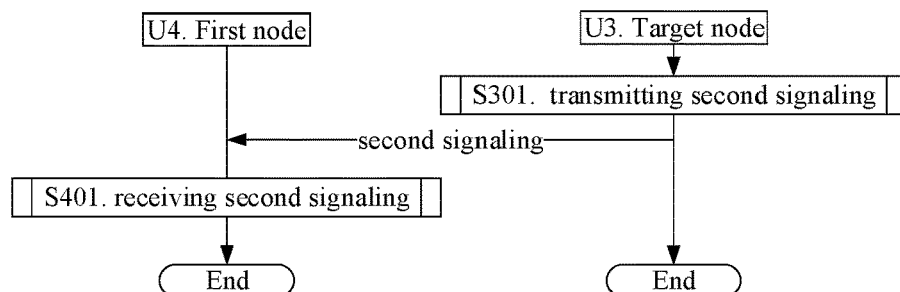 U4. First node
U3. Target node
S301. transmitting second signaling
second signaling
S401. receiving second signaling
End
End